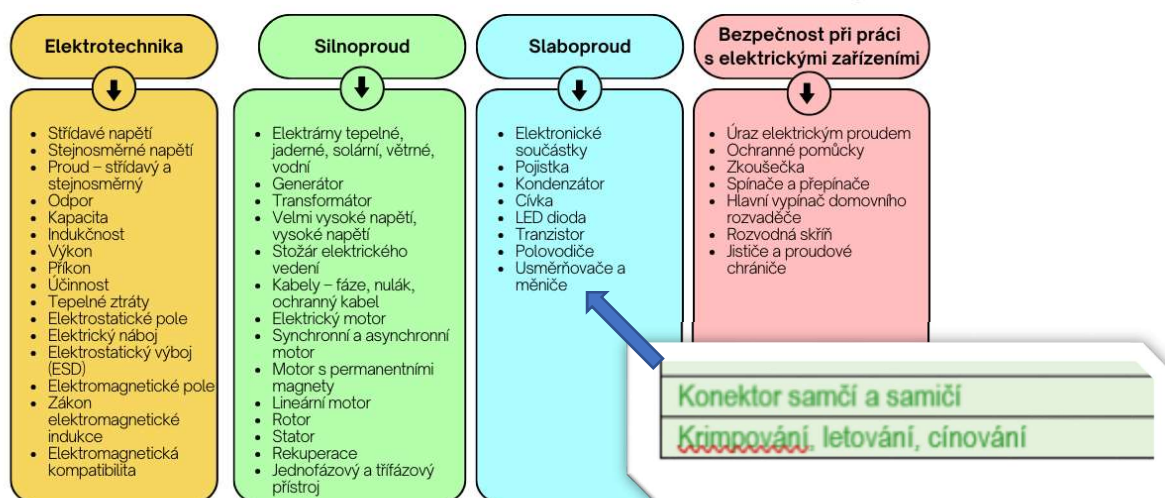 Elektrotechnika
Střídavé napětí
Stejnosměrné napětí
Proud – střídavý a
stejnosměrný
Odpor
Kapacita
Indukčnost
Výkon
Příkon
Účinnost
Tepelné ztráty
Elektrostatické pole
Elektrický náboj
Elektrostatický výboj
(ESD)
Elektromagnetické pole
Zákon
elektromagnetické
indukce
Elektromagnetická
kompatibilita
Silnoproud
Elektrárny tepelné,
jaderné, solární, větrné,
vodní
Generátor
Transformátor
Velmi vysoké napětí,
vysoké napětí
Stožár elektrického
vedení
Kabely – fáze, nulák,
ochranný kabel
Elektrický motor
Synchronní a asynchronní
motor
Motor s permanentními
magnety
Lineární motor
Rotor
Stator
Rekuperace
Jednofázový a třífázový
přístroj
Slaboproud
Elektronické
součástky
Pojistka
Kondenzátor
Cívka
LED dioda
Tranzistor
Polovodiče
Usměrňovače a
měniče
Bezpečnost při práci
s elektrickými zařízeními
Úraz elektrickým proudem
Ochranné pomůcky
Zkoušečka
Spínače a přepínače
Hlavní vypínač domovního
rozvaděče
Rozvodná skříň
Jističe a proudové
chrániče
Konektor samčí a samičí
Krimpování, letování, cínování